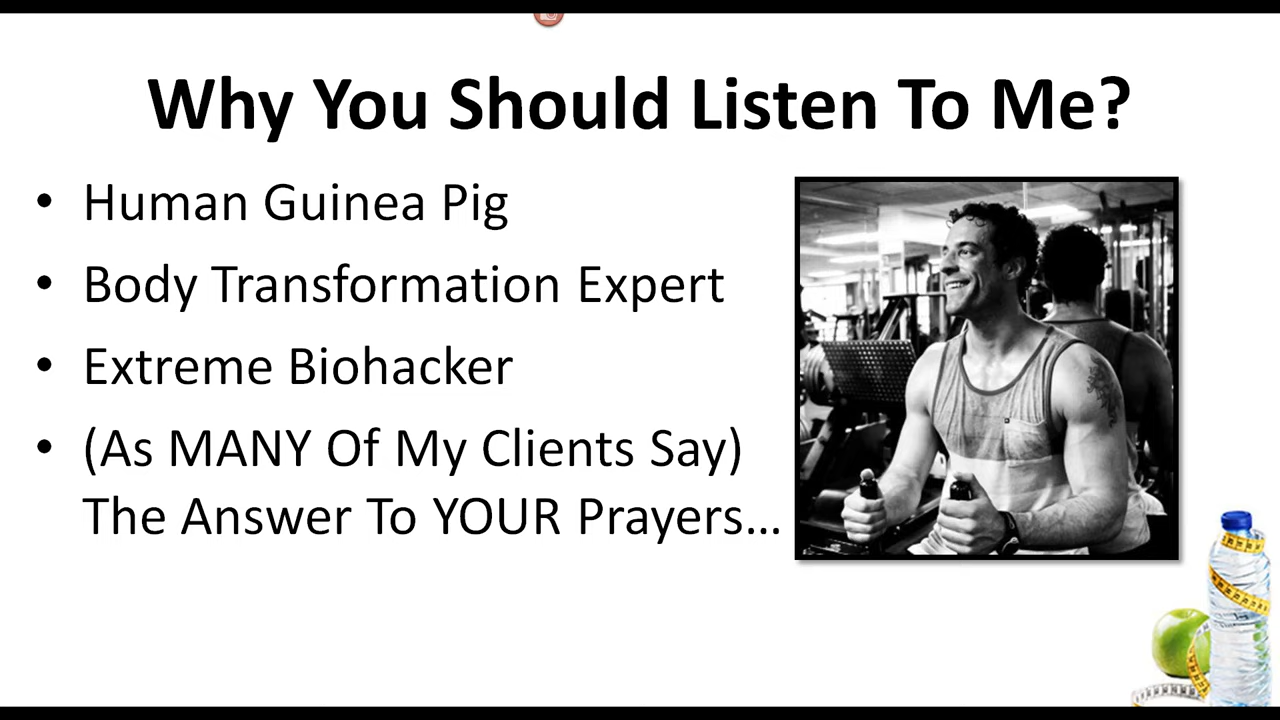 Why You Should Listen To Me?
• Human Guinea Pig
• Body Transformation Expert
• Extreme Biohacker
• (As MANY Of My Clients Say)
The Answer To YOUR Prayers...